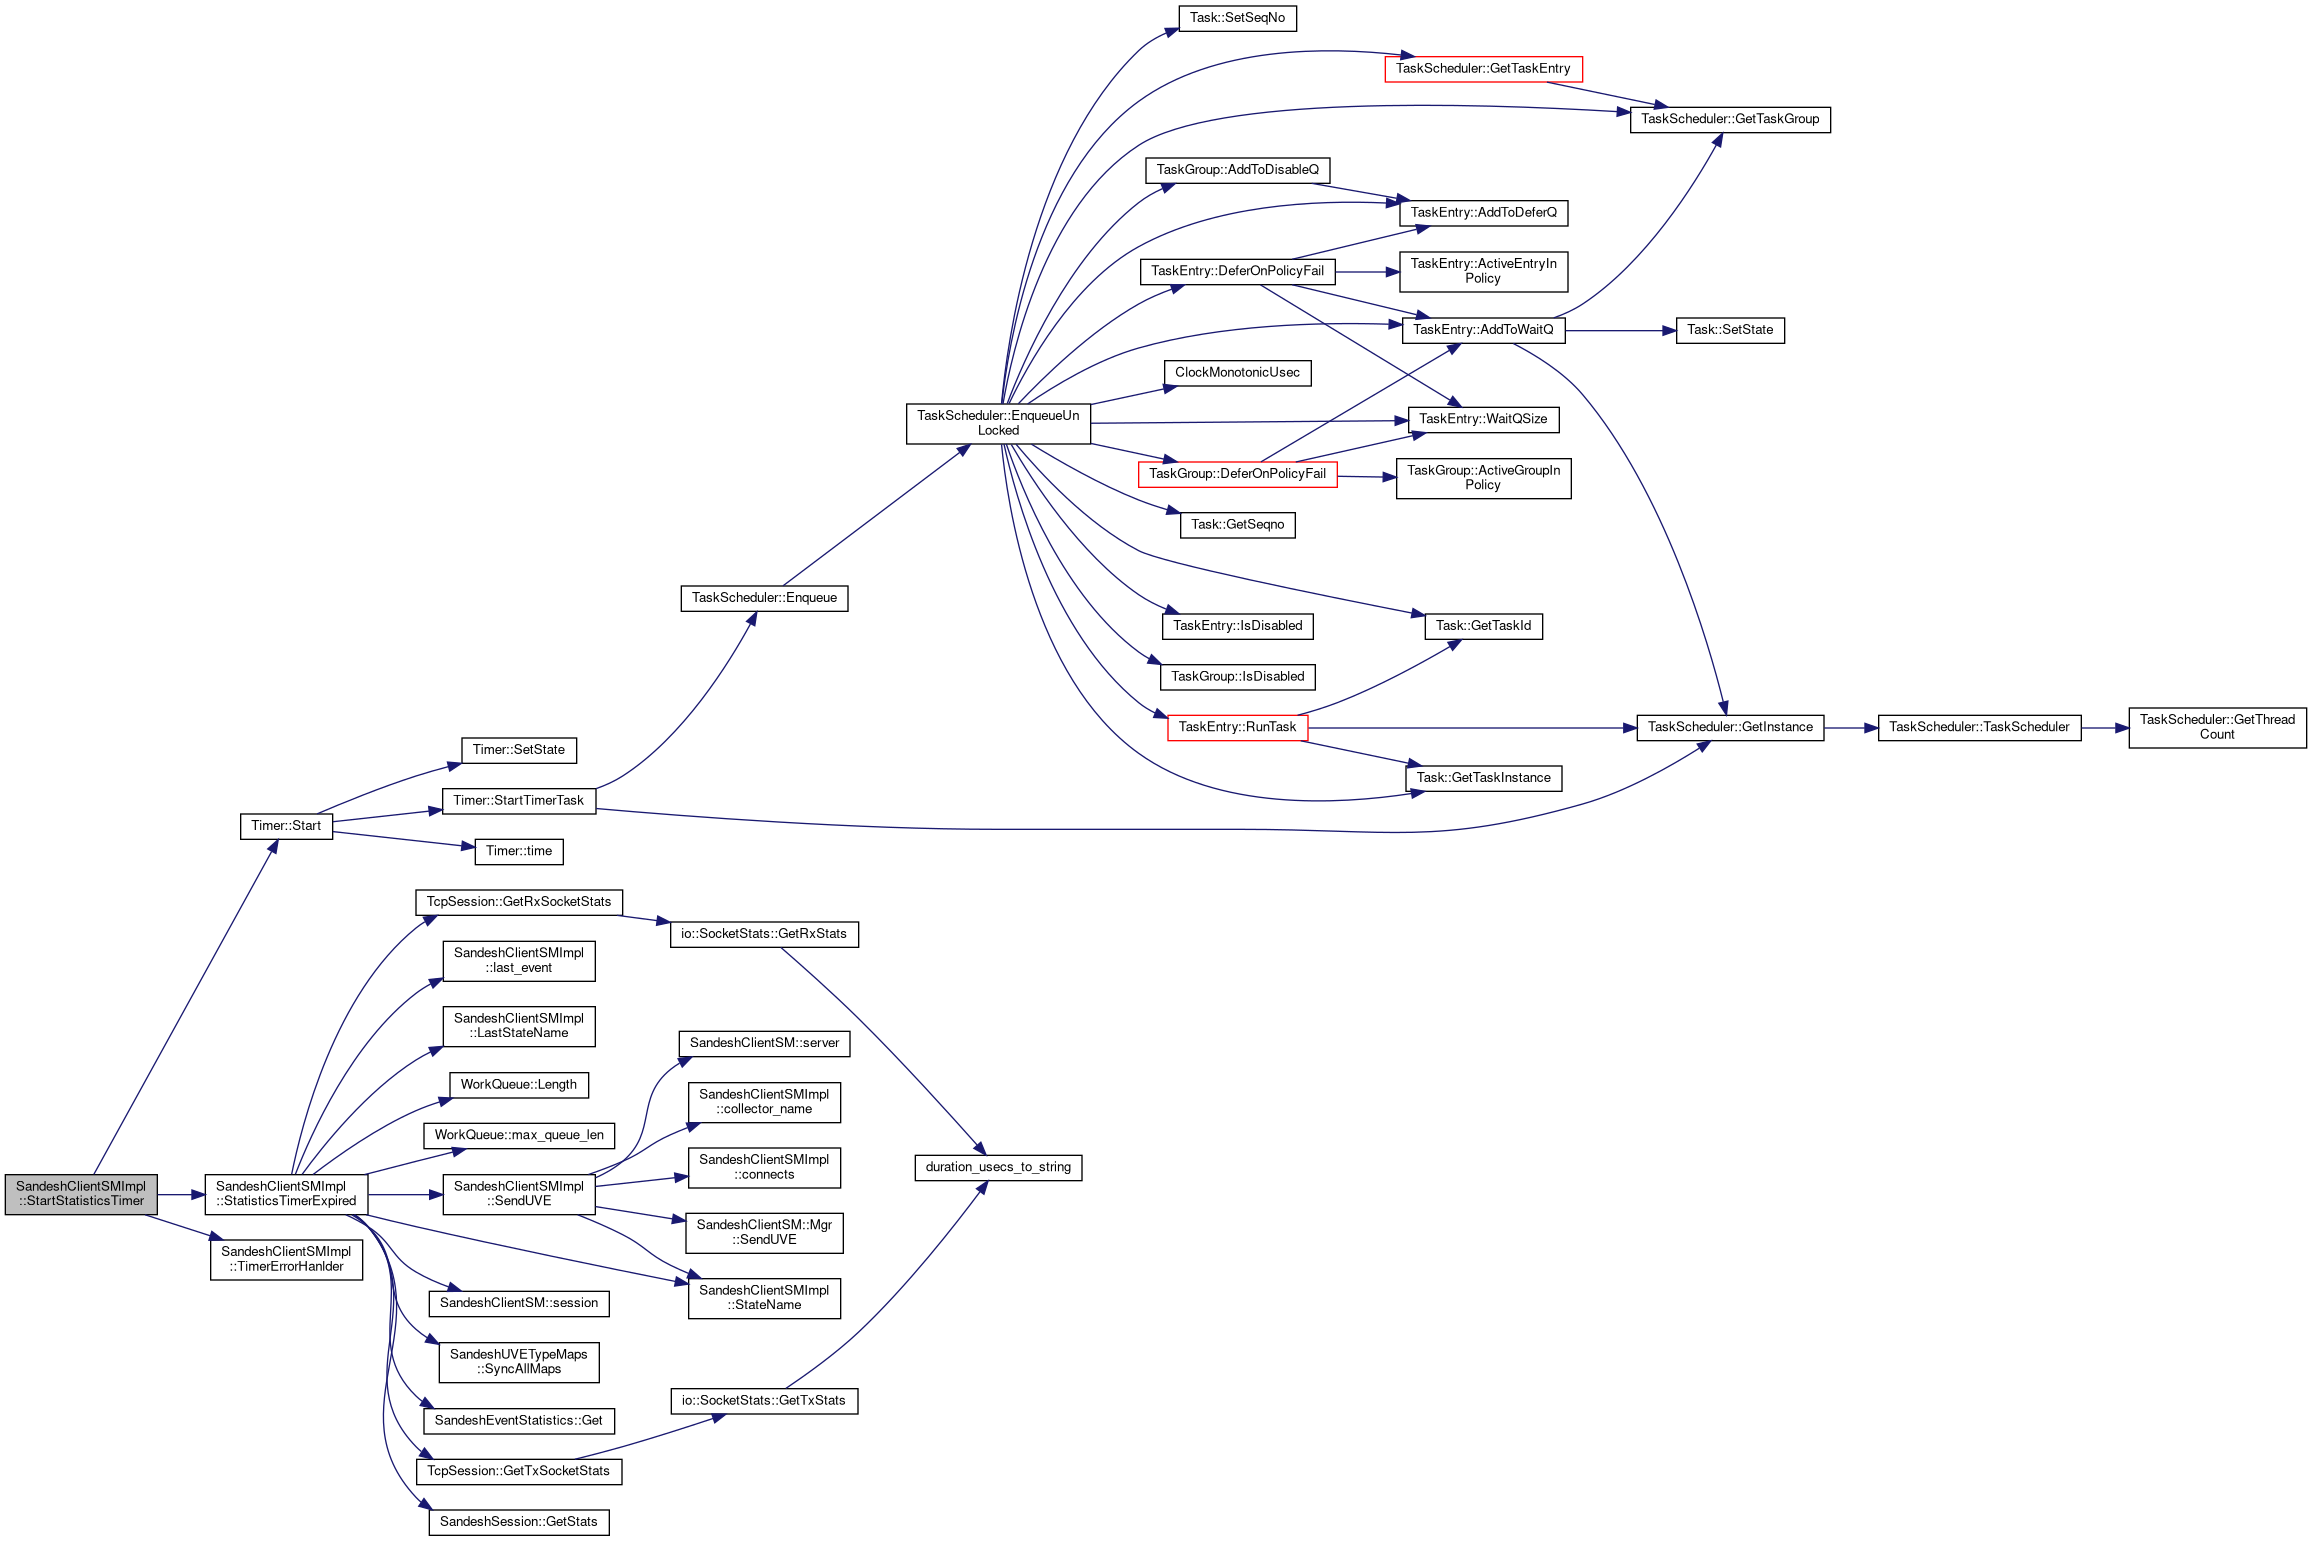 Task::SetSeqNo
TaskScheduler::GetTaskEntry
TaskScheduler::GetTaskGroup
TaskGroup::AddToDisableQ
TaskEntry::AddToDeferQ
TaskEntry::DeferOnPolicyFail
TaskEntry::ActiveEntryIn
Policy
TaskEntry::AddToWaitQ
Task::SetState
ClockMonotonicUsec
TaskScheduler::EnqueueUn
Locked
TaskEntry::WaitQSize
TaskGroup::DeferOnPolicyFail
TaskGroup::ActiveGroupIn
Policy
Task::GetSeqno
TaskScheduler::Enqueue
TaskEntry::IsDisabled
Task::GetTaskId
TaskGroup::IsDisabled
TaskEntry::RunTask
TaskScheduler::GetInstance
TaskScheduler::TaskScheduler
TaskScheduler::GetThread
Count
Timer::SetState
Task::GetTaskInstance
Timer::StartTimerTask
Timer::Start
Timer::time
TcpSession::GetRxSocketStats
io::SocketStats::GetRxStats
SandeshClientSMImpl
::last_event
SandeshClientSMImpl
::LastStateName
SandeshClientSM::server
WorkQueue::Length
SandeshClientSMImpl
::collector_name
WorkQueue::max_queue_len
SandeshClientSMImpl
::connects
duration_usecs_to_string
SandeshClientSMImpl
::StartStatisticsTimer
SandeshClientSMImpl
::StatisticsTimerExpired
SandeshClientSMImpl
::SendUVE
SandeshClientSM::Mgr
::SendUVE
SandeshClientSMImpl
::TimerErrorHanlder
SandeshClientSMImpl
::StateName
SandeshClientSM::session
SandeshUVETypeMaps
::SyncAllMaps
io::SocketStats::GetTxStats
SandeshEventStatistics::Get
TcpSession::GetTxSocketStats
SandeshSession::GetStats